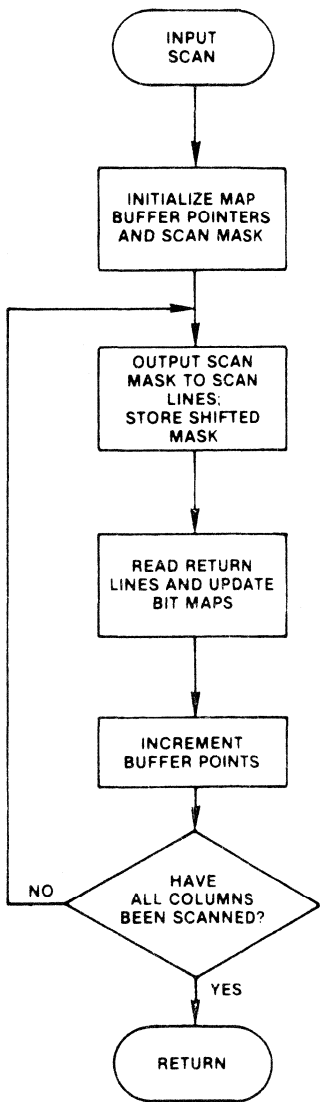 INPUT
SCAN
INITIALIZE MAP
BUFFER POINTERS
AND SCAN MASK
OUTPUT SCAN
MASK TO SCAN
LINES;
STORE SHIFTED
MASK
READ RETURN
LINES AND UPDATE
BIT MAPS
INCREMENT
BUFFER POINTS
HAVE
ALL COLUMNS
BEEN SCANNED?
NO
YES
RETURN